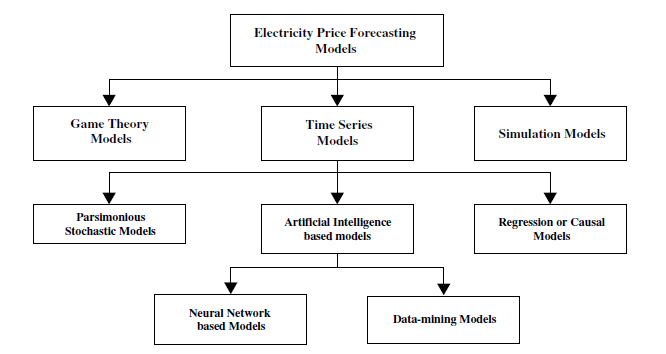 Electricity Price Forecasting
Models
Game Theory
Models
Time Series
Models
Simulation Models
Parsimonious
Stochastic Models
Artificial Intelligence
based models
Regression or Causal
Models
Neural Network
based Models
Data-mining Models